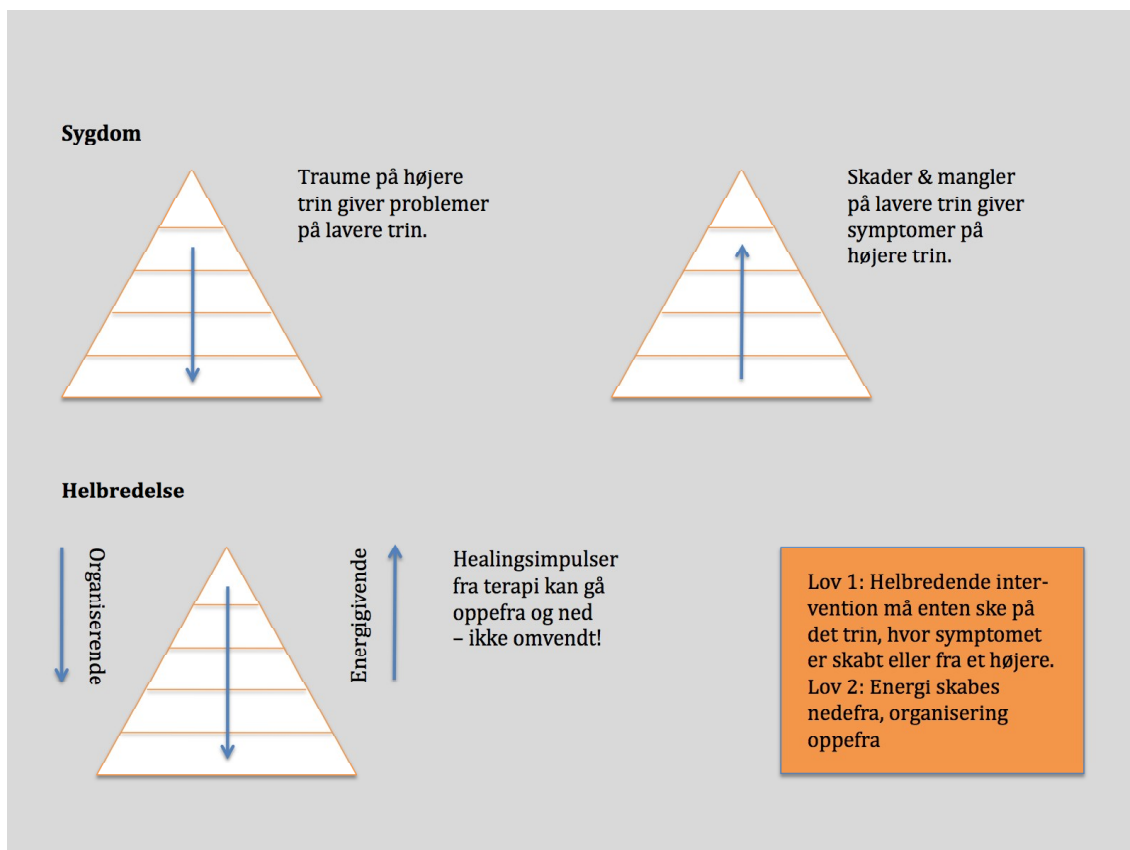 Sygdom
Traume på højere
trin giver problemer
på lavere trin.
Skader & mangler
på lavere trin giver
symptomer på
højere trin.
Helbredelse
Organiserende
Energigivende
Healingsimpulser
fra terapi kan gå
oppefra og ned
– ikke omvendt!
Lov 1: Helbredende inter-
vention må enten ske på
det trin, hvor symptomet
er skabt eller fra et højere.
Lov 2: Energi skabes
nedefra, organisering
oppefra